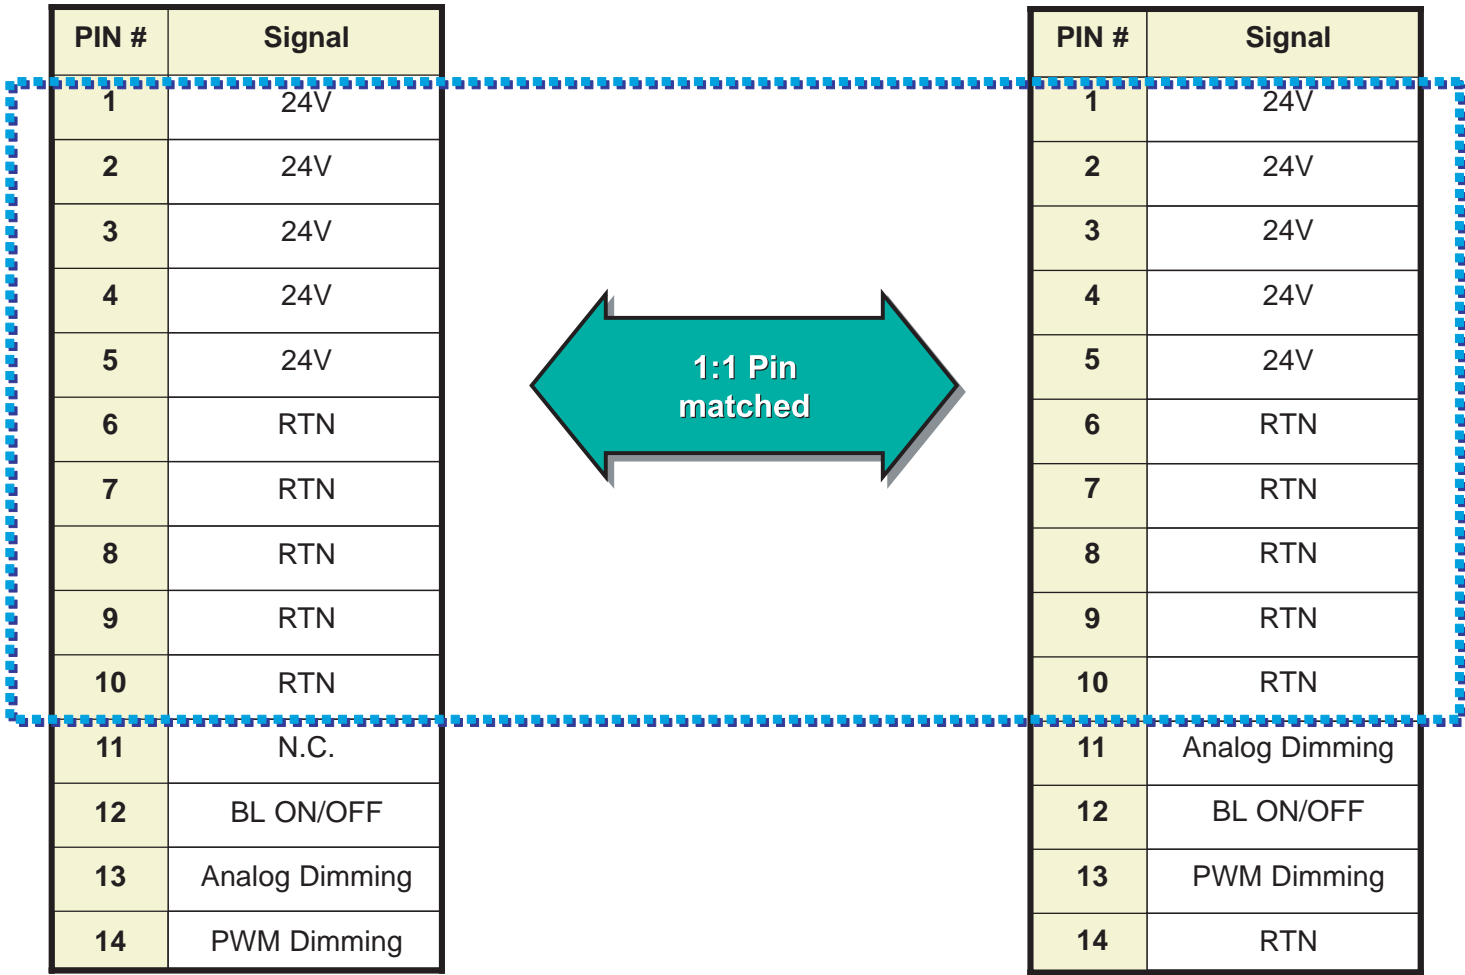 PIN # Signal
1 24V
2 24V
3 24V
4 24V
5 24V
6 RTN
7 RTN
8 RTN
9 RTN
10 RTN
11 N.C.
12 BL ON/OFF
13 Analog Dimming
14 PWM Dimming
1:1 Pin
matched
PIN # Signal
1 24V
2 24V
3 24V
4 24V
5 24V
6 RTN
7 RTN
8 RTN
9 RTN
10 RTN
11 Analog Dimming
12 BL ON/OFF
13 PWM Dimming
14 RTN